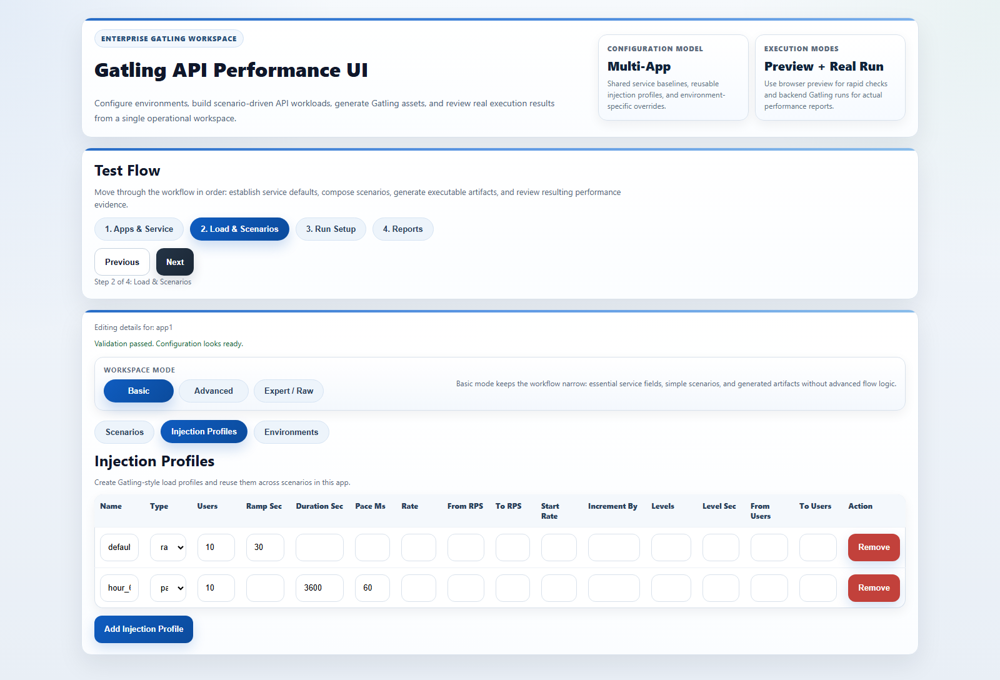 ENTERPRISE GATLING WORKSPACE
Gatling API Performance UI
Configure environments, build scenario-driven API workloads, generate Gatling assets, and review real execution results
from a single operational workspace.
CONFIGURATION MODEL
Multi-App
Shared service baselines, reusable
injection profiles, and environment-
specific overrides.
EXECUTION MODES
Preview + Real Run
Use browser preview for rapid checks
and backend Gatling runs for actual
performance reports.
Test Flow
Move through the workflow in order: establish service defaults, compose scenarios, generate executable artifacts, and review resulting performance
evidence.
1. Apps & Service
2. Load & Scenarios
3. Run Setup
4. Reports
Previous
Next
Step 2 of 4: Load & Scenarios
Editing details for: app1
Validation passed. Configuration looks ready.
WORKSPACE MODE
Basic
Advanced
Expert / Raw
Basic mode keeps the workflow narrow: essential service fields, simple scenarios, and generated artifacts without advanced flow logic.
Scenarios
Injection Profiles
Environments
Injection Profiles
Create Gatling-style load profiles and reuse them across scenarios in this app.
Name Type Users Ramp Sec Duration Sec Pace Ms Rate From RPS To RPS Start Rate Increment By Levels Level Sec From Users To Users Action
defaul ra 10 30 Remove
hour_ pa 10 3600 60 Remove
Add Injection Profile